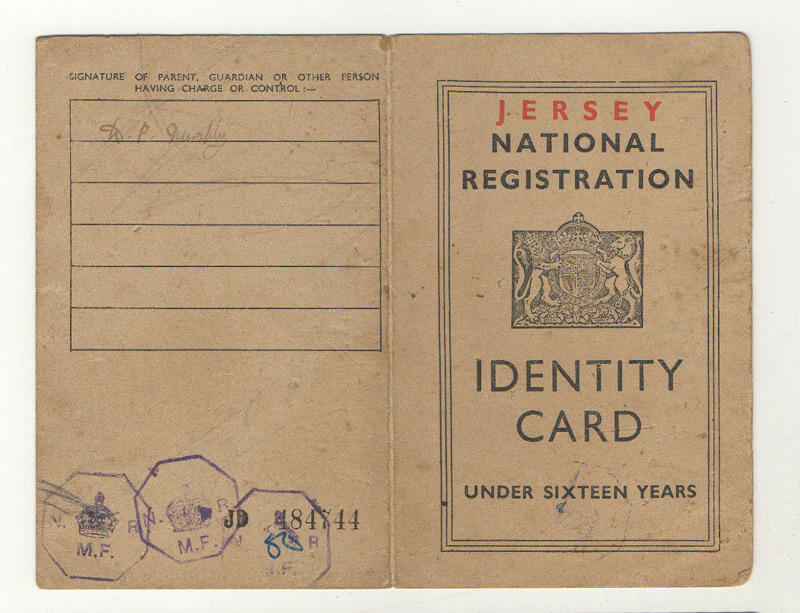 SIGNATURE OF PARENT, GUARDIAN OR OTHER PERSON
HAVING CHARGE OR CONTROL:—
D. P. Murphy
N. R
M.F.
N. R
M.F.
JD 484744
N R
.F.
JERSEY
NATIONAL
REGISTRATION
IDENTITY
CARD
UNDER SIXTEEN YEARS